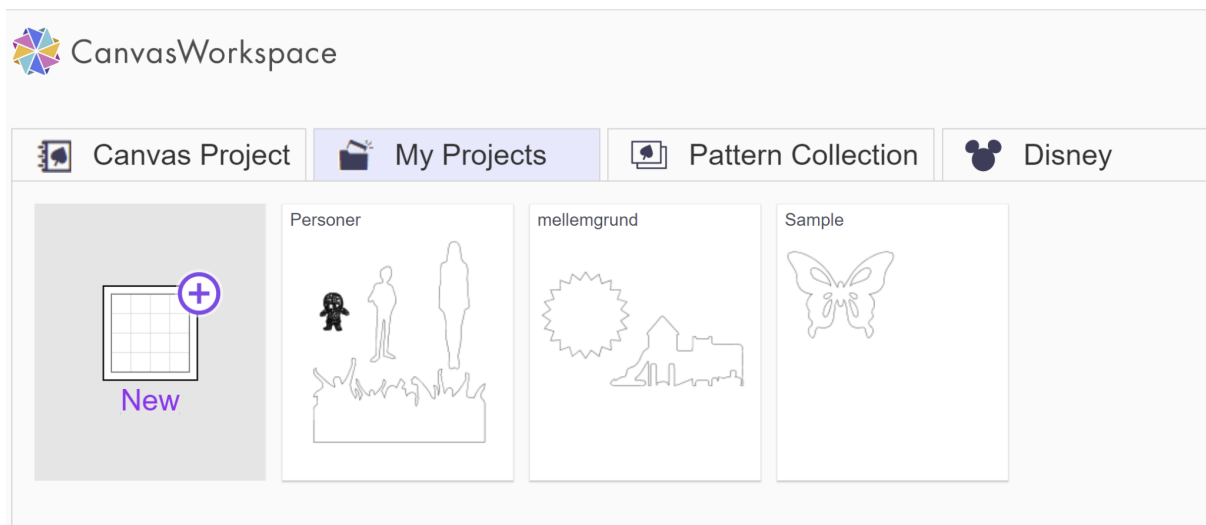 CanvasWorkspace
Canvas Project
My Projects
Pattern Collection
Disney
New
Personer
mellemgrund
Sample